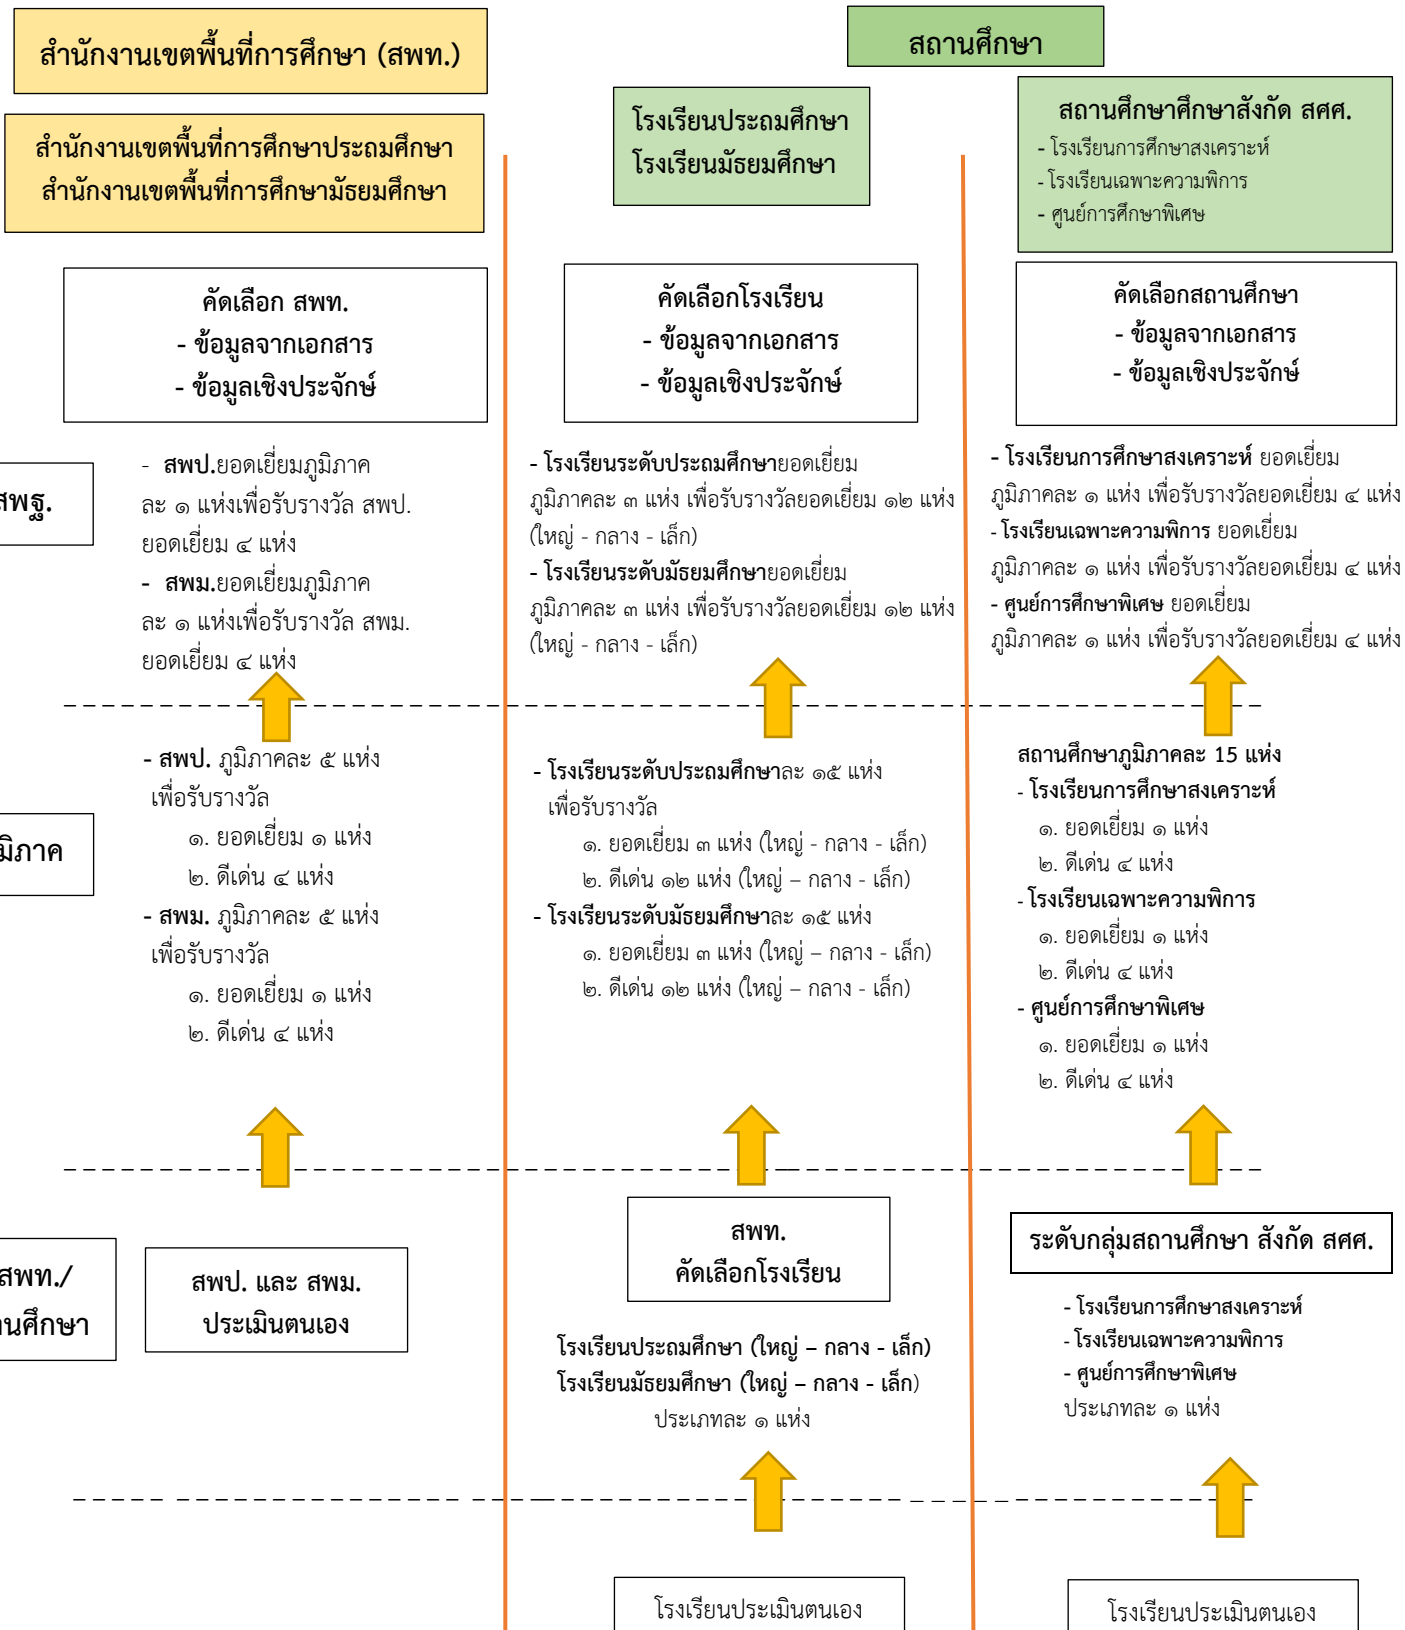 สำนักงานเขตพื้นที่การศึกษา (สพท.)
สถานศึกษา
สำนักงานเขตพื้นที่การศึกษาประถมศึกษา
สำนักงานเขตพื้นที่การศึกษามัธยมศึกษา
โรงเรียนประถมศึกษา
โรงเรียนมัธยมศึกษา
สถานศึกษาศึกษาสังกัด สศศ.
- โรงเรียนการศึกษาสงเคราะห์
- โรงเรียนเฉพาะความพิการ
- ศูนย์การศึกษาพิเศษ
คัดเลือก สพท.
- ข้อมูลจากเอกสาร
- ข้อมูลเชิงประจักษ์
คัดเลือกโรงเรียน
- ข้อมูลจากเอกสาร
- ข้อมูลเชิงประจักษ์
คัดเลือกสถานศึกษา
- ข้อมูลจากเอกสาร
- ข้อมูลเชิงประจักษ์
สพฐ.
- สพป.ยอดเยี่ยมภูมิภาค
ละ ๑ แห่งเพื่อรับรางวัล สพป.
ยอดเยี่ยม ๔ แห่ง
- สพม.ยอดเยี่ยมภูมิภาค
ละ ๑ แห่งเพื่อรับรางวัล สพม.
ยอดเยี่ยม ๔ แห่ง
- โรงเรียนระดับประถมศึกษายอดเยี่ยม
ภูมิภาคละ ๓ แห่ง เพื่อรับรางวัลยอดเยี่ยม ๑๒ แห่ง
(ใหญ่ - กลาง - เล็ก)
- โรงเรียนระดับมัธยมศึกษายอดเยี่ยม
ภูมิภาคละ ๓ แห่ง เพื่อรับรางวัลยอดเยี่ยม ๑๒ แห่ง
(ใหญ่ - กลาง - เล็ก)
- โรงเรียนการศึกษาสงเคราะห์ ยอดเยี่ยม
ภูมิภาคละ ๑ แห่ง เพื่อรับรางวัลยอดเยี่ยม ๔ แห่ง
- โรงเรียนเฉพาะความพิการ ยอดเยี่ยม
ภูมิภาคละ ๑ แห่ง เพื่อรับรางวัลยอดเยี่ยม ๔ แห่ง
- ศูนย์การศึกษาพิเศษ ยอดเยี่ยม
ภูมิภาคละ ๑ แห่ง เพื่อรับรางวัลยอดเยี่ยม ๔ แห่ง
มิภาค
- สพป. ภูมิภาคละ ๕ แห่ง
เพื่อรับรางวัล
๑. ยอดเยี่ยม ๑ แห่ง
๒. ดีเด่น ๔ แห่ง
- สพม. ภูมิภาคละ ๕ แห่ง
เพื่อรับรางวัล
๑. ยอดเยี่ยม ๑ แห่ง
๒. ดีเด่น ๔ แห่ง
- โรงเรียนระดับประถมศึกษาละ ๑๕ แห่ง
เพื่อรับรางวัล
๑. ยอดเยี่ยม ๓ แห่ง (ใหญ่ - กลาง - เล็ก)
๒. ดีเด่น ๑๒ แห่ง (ใหญ่ – กลาง - เล็ก)
- โรงเรียนระดับมัธยมศึกษาละ ๑๕ แห่ง
๑. ยอดเยี่ยม ๓ แห่ง (ใหญ่ – กลาง - เล็ก)
๒. ดีเด่น ๑๒ แห่ง (ใหญ่ – กลาง - เล็ก)
สถานศึกษาภูมิภาคละ 15 แห่ง
- โรงเรียนการศึกษาสงเคราะห์
๑. ยอดเยี่ยม ๑ แห่ง
๒. ดีเด่น ๔ แห่ง
- โรงเรียนเฉพาะความพิการ
๑. ยอดเยี่ยม ๑ แห่ง
๒. ดีเด่น ๔ แห่ง
- ศูนย์การศึกษาพิเศษ
๑. ยอดเยี่ยม ๑ แห่ง
๒. ดีเด่น ๔ แห่ง
สพท./
านศึกษา
สพป. และ สพม.
ประเมินตนเอง
สพท.
คัดเลือกโรงเรียน
โรงเรียนประถมศึกษา (ใหญ่ – กลาง - เล็ก)
โรงเรียนมัธยมศึกษา (ใหญ่ – กลาง - เล็ก)
ประเภทละ ๑ แห่ง
ระดับกลุ่มสถานศึกษา สังกัด สศศ.
- โรงเรียนการศึกษาสงเคราะห์
- โรงเรียนเฉพาะความพิการ
- ศูนย์การศึกษาพิเศษ
ประเภทละ ๑ แห่ง
โรงเรียนประเมินตนเอง
โรงเรียนประเมินตนเอง